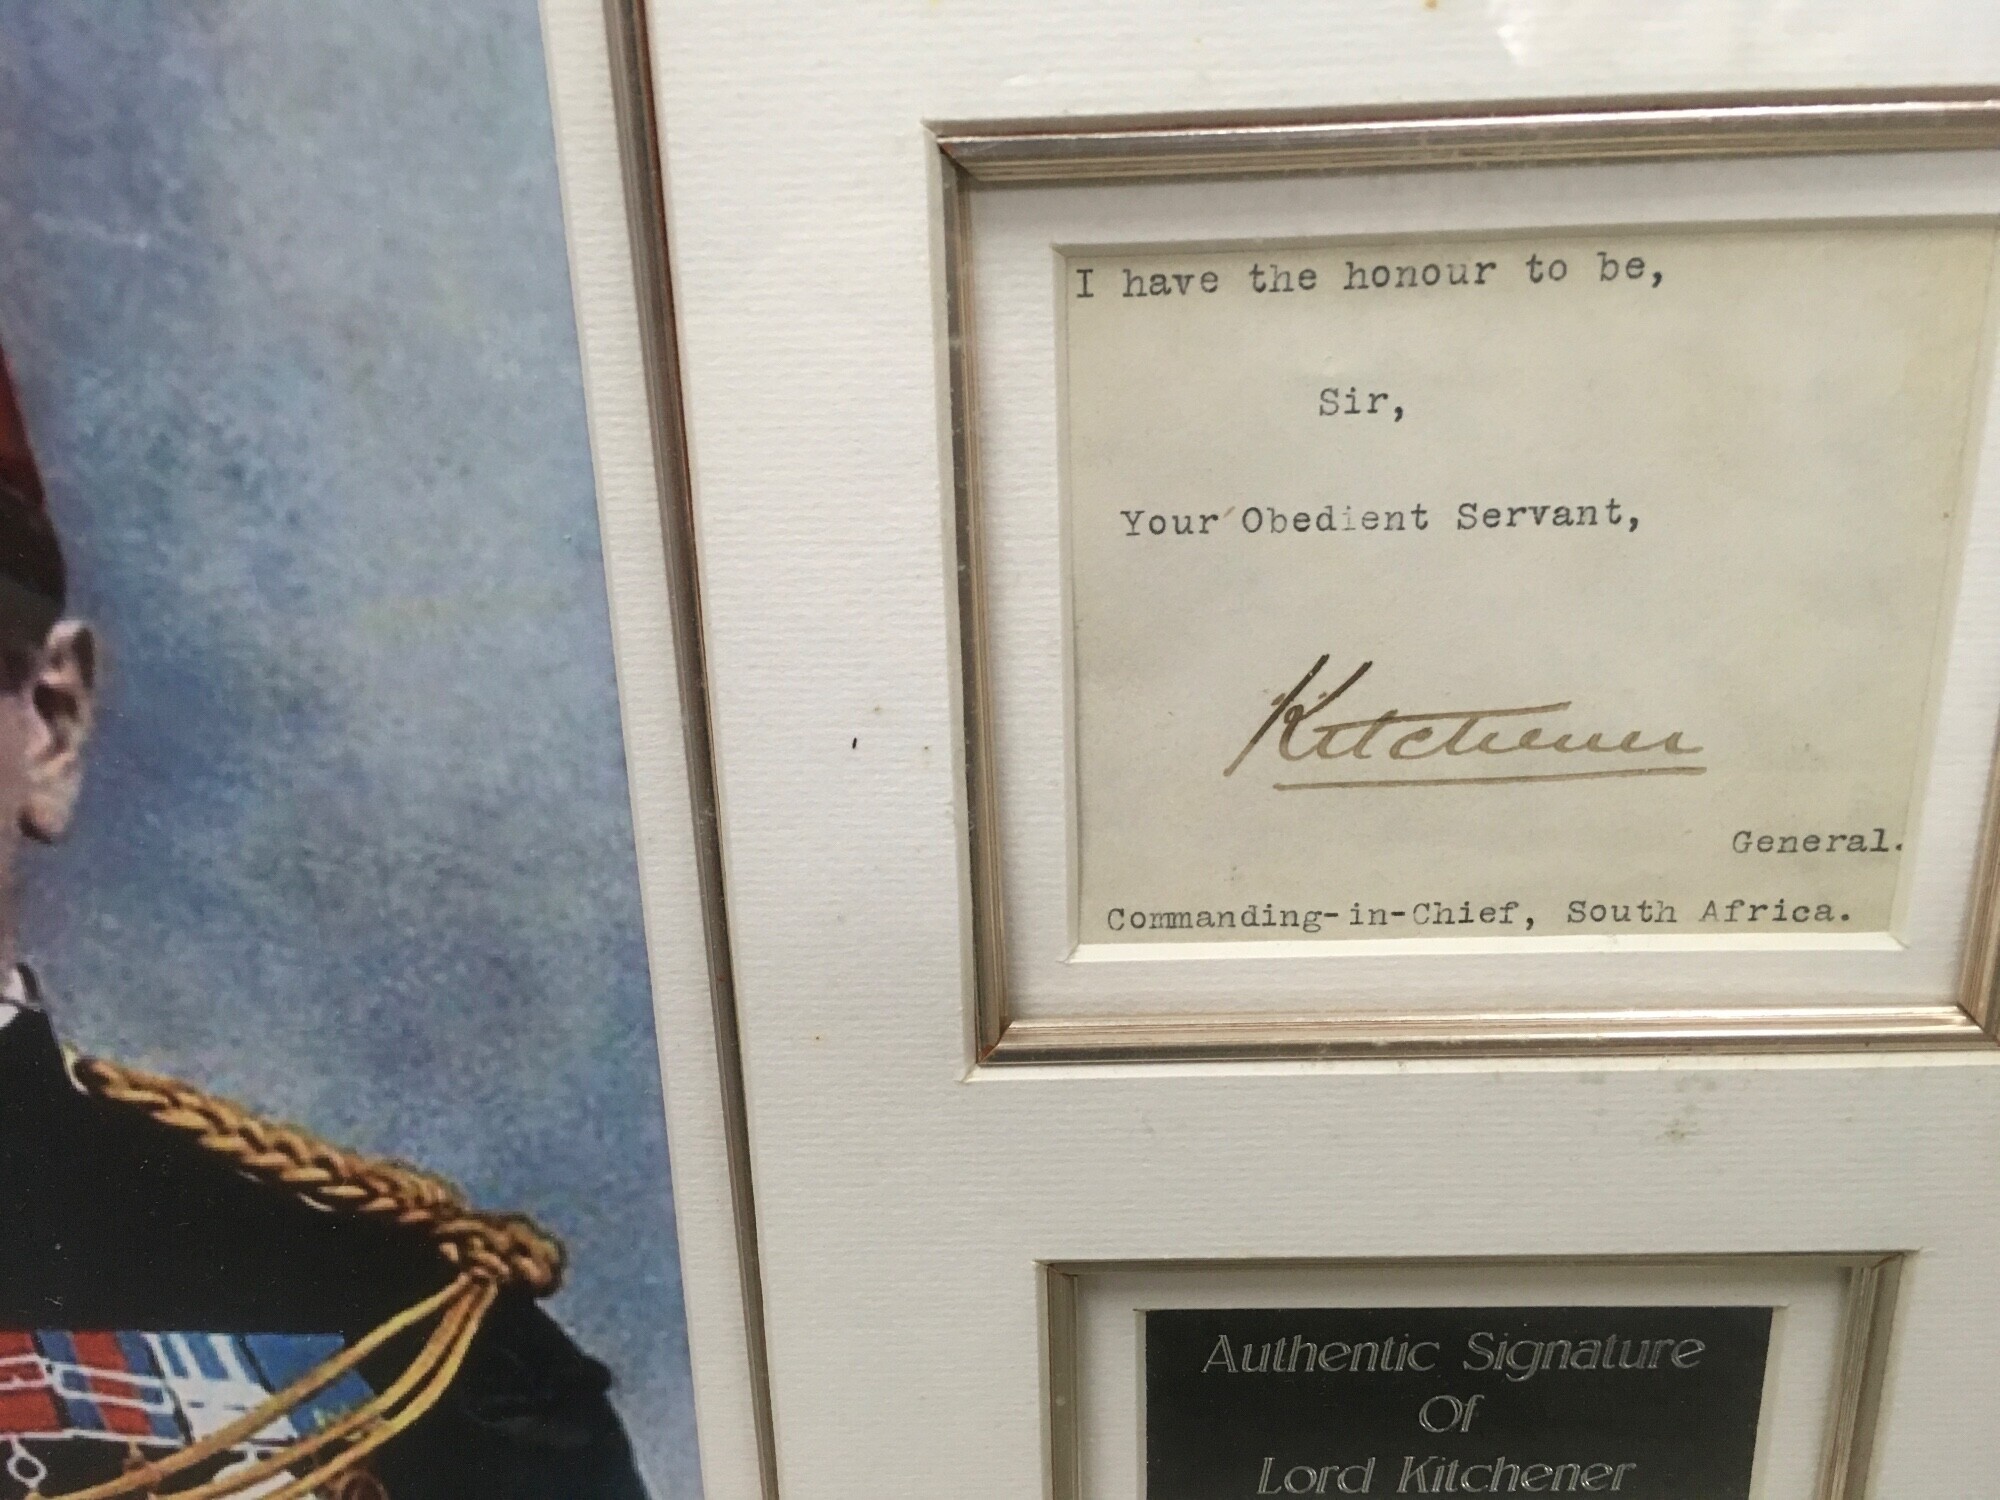 I have the honour to be,
Sir,
Your Obedient Servant,
Kitchener
General.
Commanding-in-Chief, South Africa.
Authentic Signature
Of
Lord Kitchener